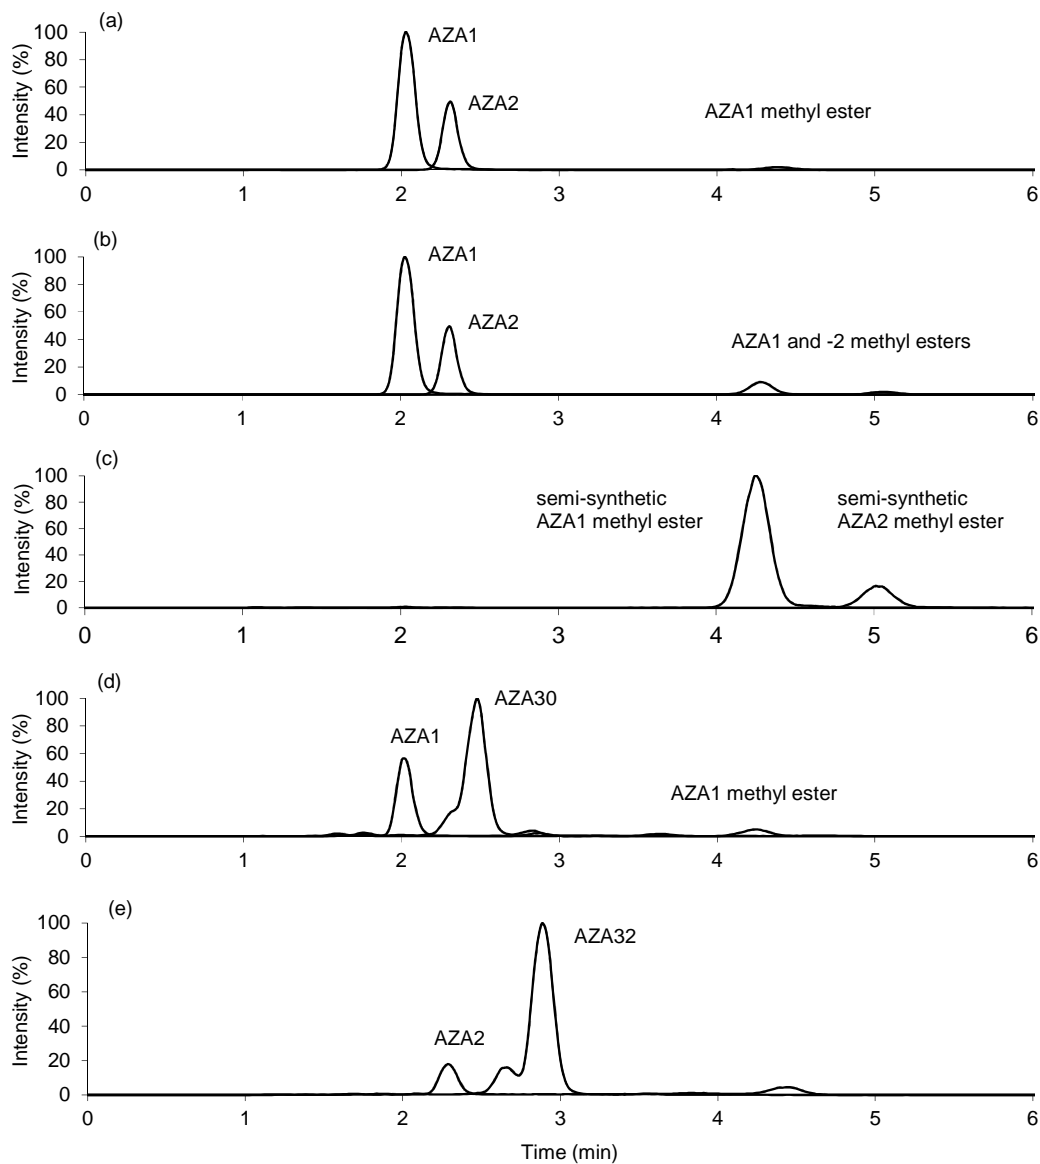 (a)
AZA1
AZA2
AZA1 methyl ester
Intensity (%)
100
80
60
40
20
0
0 1 2 3 4 5 6
(b)
AZA1
AZA2
AZA1 and -2 methyl esters
Intensity (%)
100
80
60
40
20
0
0 1 2 3 4 5 6
(c)
semi-synthetic
AZA1 methyl ester
semi-synthetic
AZA2 methyl ester
Intensity (%)
100
80
60
40
20
0
0 1 2 3 4 5 6
(d)
AZA30
AZA1
AZA1 methyl ester
Intensity (%)
100
80
60
40
20
0
0 1 2 3 4 5 6
(e)
AZA32
AZA2
Intensity (%)
100
80
60
40
20
0
0 1 2 3 4 5 6
Time (min)